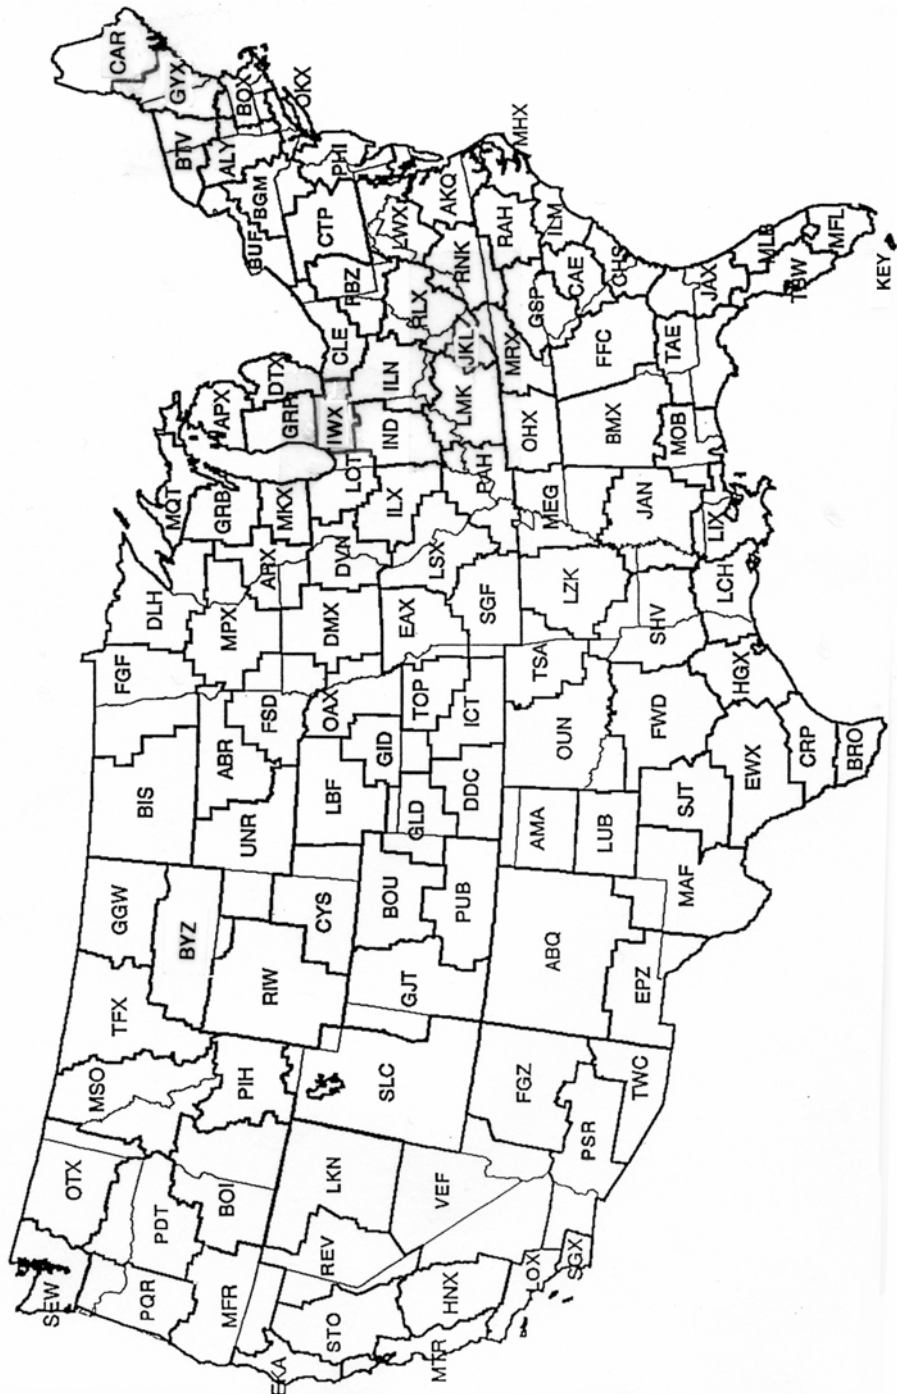 SEW
OTX
MSO
TFX
GGW
BIS
FGF
DLH
MQT
CAR
GYX
BTV
PQR
PDT
BYZ
ABR
MPX
GRB
APX
ALY
BOX
MFR
BOI
PIH
RIW
UNR
FSD
ARX
MKX
GRR
DTX
BUF
BGM
OKX
EKA
REV
LKN
SLC
CYS
LBF
OAX
DMX
DVN
LOT
IWX
CLE
RBZ
CTP
PHI
STO
VEF
GJT
BOU
GLD
GID
TOP
EAX
ILX
IND
ILN
RLX
LWX
MTR
HNX
PUB
DDC
ICT
SGF
LSX
RAH
LMK
JKL
RNK
AKQ
LOX
SGX
FGZ
ABQ
AMA
OUN
TSA
LZK
MEG
OHX
MRX
GSP
RAH
MHX
PSR
TWC
EPZ
LUB
FWD
SHV
JAN
BMX
FFC
CAE
ILM
CHS
MAF
SJT
EWX
HGX
LCH
LIX
MOB
TAE
JAX
CRP
BRO
TBW
MLB
MFL
KEY